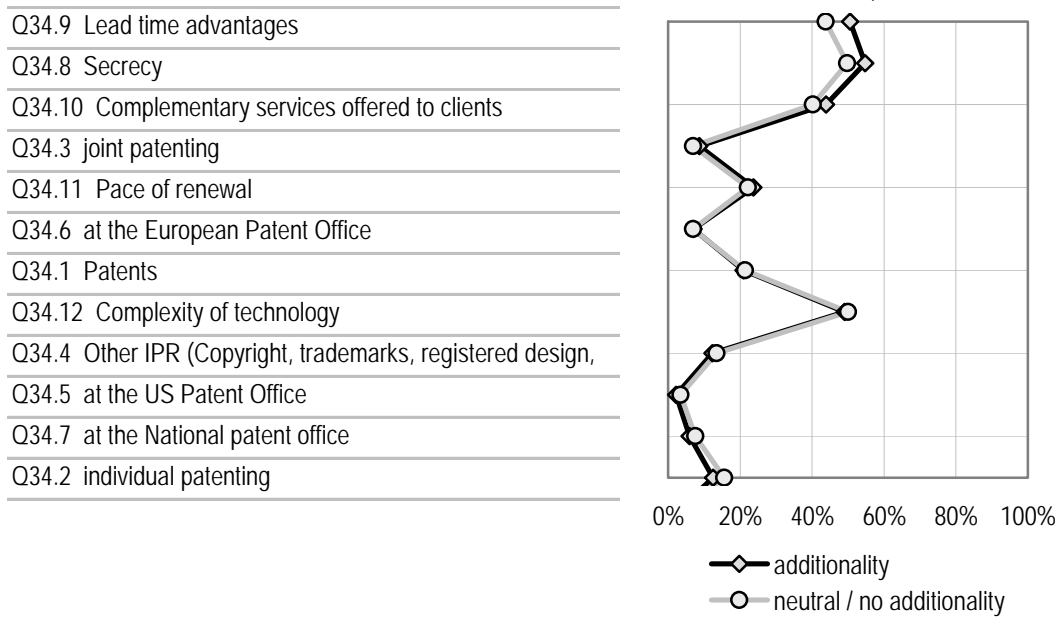 Q34.9 Lead time advantages
Q34.8 Secrecy
Q34.10 Complementary services offered to clients
Q34.3 joint patenting
Q34.11 Pace of renewal
Q34.6 at the European Patent Office
Q34.1 Patents
Q34.12 Complexity of technology
Q34.4 Other IPR (Copyright, trademarks, registered design,
Q34.5 at the US Patent Office
Q34.7 at the National patent office
Q34.2 individual patenting
0% 20% 40% 60% 80% 100%
additionality
neutral / no additionality